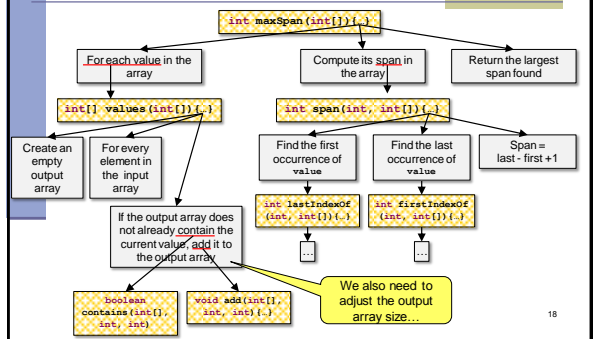 int maxSpan(int[]){…}
For each value in the
array
Compute its span in
the array
Return the largest
span found
int[] values(int[]){…}
int span(int, int[]){…}
Create an
empty
output
array
For every
element in
the input
array
Find the first
occurrence of
value
Find the last
occurrence of
value
Span =
last - first +1
int lastIndexOf
(int, int[]){…}
int firstIndexOf
(int, int[]){…}
If the output array does
not already contain the
current value, add it to
the output array
…
…
We also need to
adjust the output
array size…
boolean
contains(int[],
int, int)
void add(int[],
int, int){…}
18